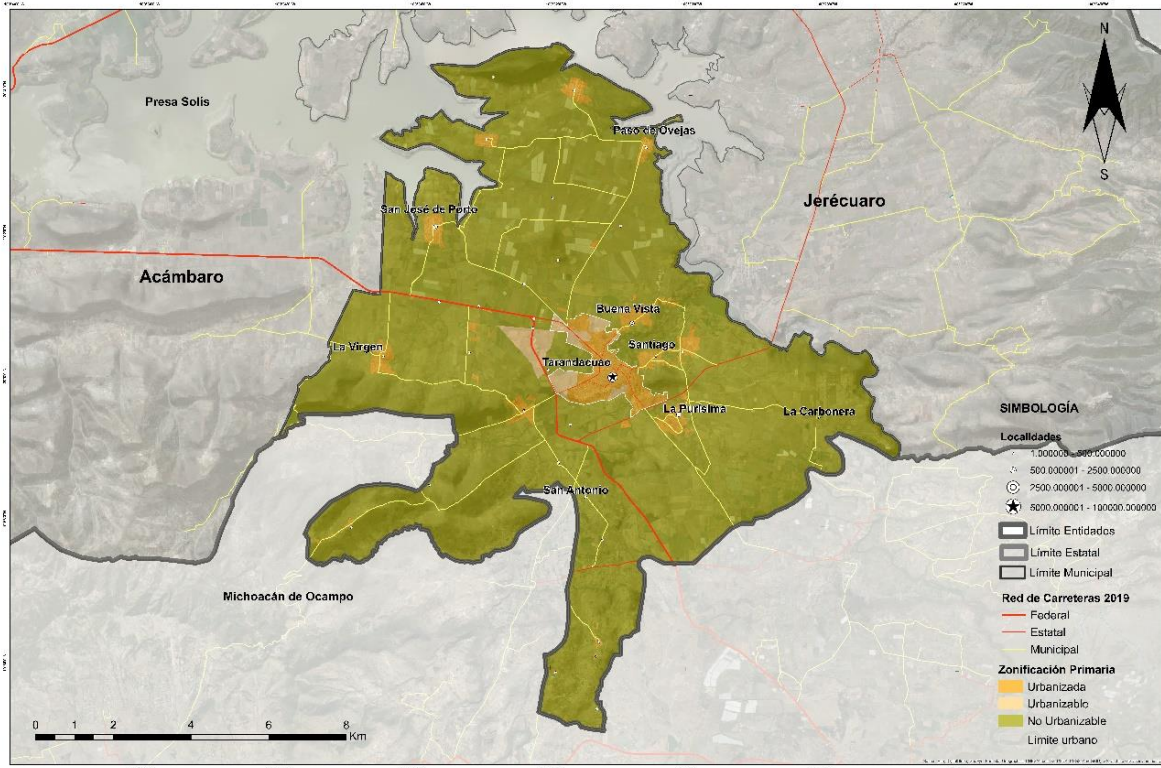 N
Presa Solis
Paso de Ovejas
S
Jerécuaro
San José de Porto
Acámbaro
Buena Vista
La Virgen
Santiago
Tarandacuao
La Purísima
La Carbonera
San Antonio
Michoacán de Ocampo
SIMBOLOGÍA
Localidades
1.000000 - 500.000000
500.000001 - 2500.000000
2500.000001 - 5000.000000
5000.000001 - 100000.000000
Límite Entidades
Límite Estatal
Límite Municipal
Red de Carreteras 2019
Federal
Estatal
Municipal
Zonificación Primaria
Urbanizada
Urbanizable
No Urbanizable
Limite urbano
0 1 2 4 6 8
Km